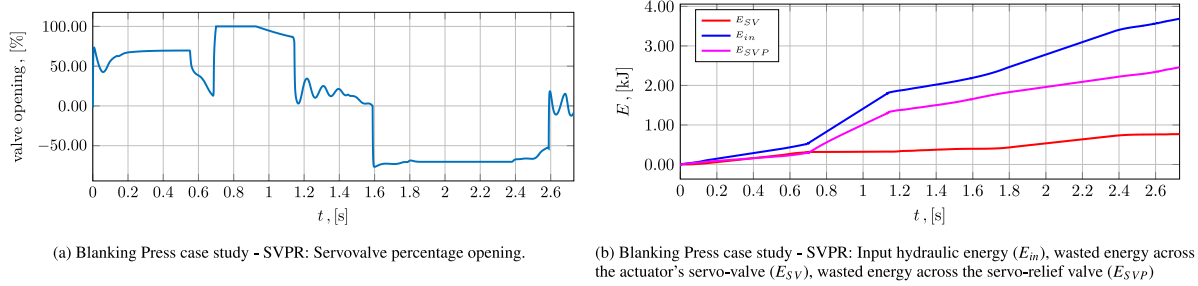 100.00
50.00
0.00
−50.00
valve opening, [%]
0 0.2 0.4 0.6 0.8 1 1.2 1.4 1.6 1.8 2 2.2 2.4 2.6
t, [s]
(a) Blanking Press case study - SVPR: Servovalve percentage opening.
4.00
3.00
2.00
1.00
0.00
E, [kJ]
E_SV
E_in
E_SVP
0 0.2 0.4 0.6 0.8 1 1.2 1.4 1.6 1.8 2 2.2 2.4 2.6
t, [s]
(b) Blanking Press case study - SVPR: Input hydraulic energy (E_in), wasted energy across
the actuator's servo-valve (E_SV), wasted energy across the servo-relief valve (E_SVP)